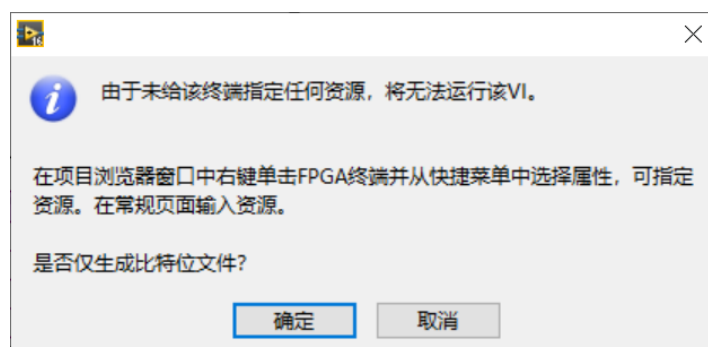 16
由于未给该终端指定任何资源，将无法运行该VI。
在项目浏览器窗口中右键单击FPGA终端并从快捷菜单中选择属性，可指定
资源。在常规页面输入资源。
是否仅生成比特位文件?
确定 取消